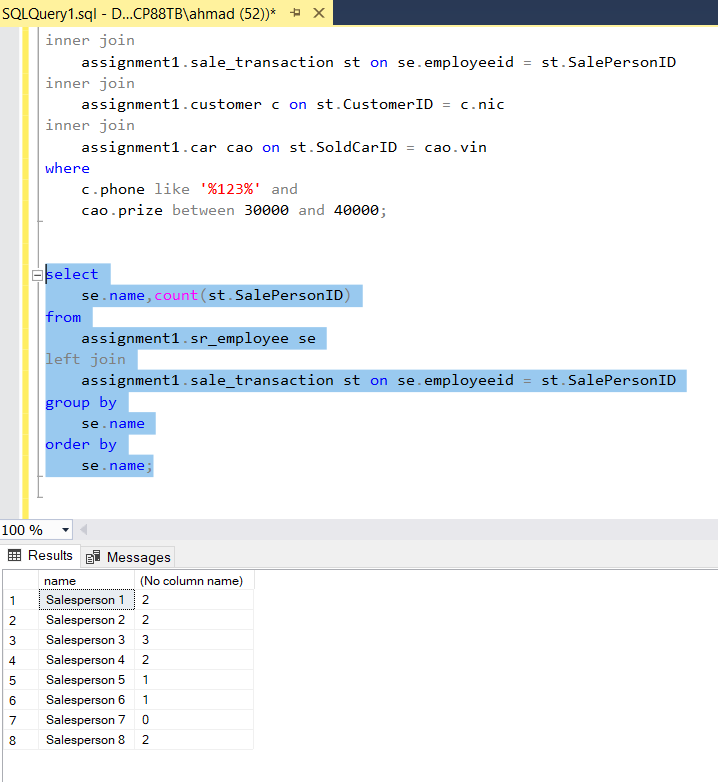 SQLQuery1.sql - D...CP88TB\ahmad (52))*
inner join
assignment1.sale_transaction st on se.employeeid = st.SalePersonID
inner join
assignment1.customer c on st.CustomerID = c.nic
inner join
assignment1.car cao on st.SoldCarID = cao.vin
where
c.phone like '%123%' and
cao.prize between 30000 and 40000;
select
se.name,count(st.SalePersonID)
from
assignment1.sr_employee se
left join
assignment1.sale_transaction st on se.employeeid = st.SalePersonID
group by
se.name
order by
se.name;
100 %
Results Messages
name (No column name)
1 Salesperson 1 2
2 Salesperson 2 2
3 Salesperson 3 3
4 Salesperson 4 2
5 Salesperson 5 1
6 Salesperson 6 1
7 Salesperson 7 0
8 Salesperson 8 2